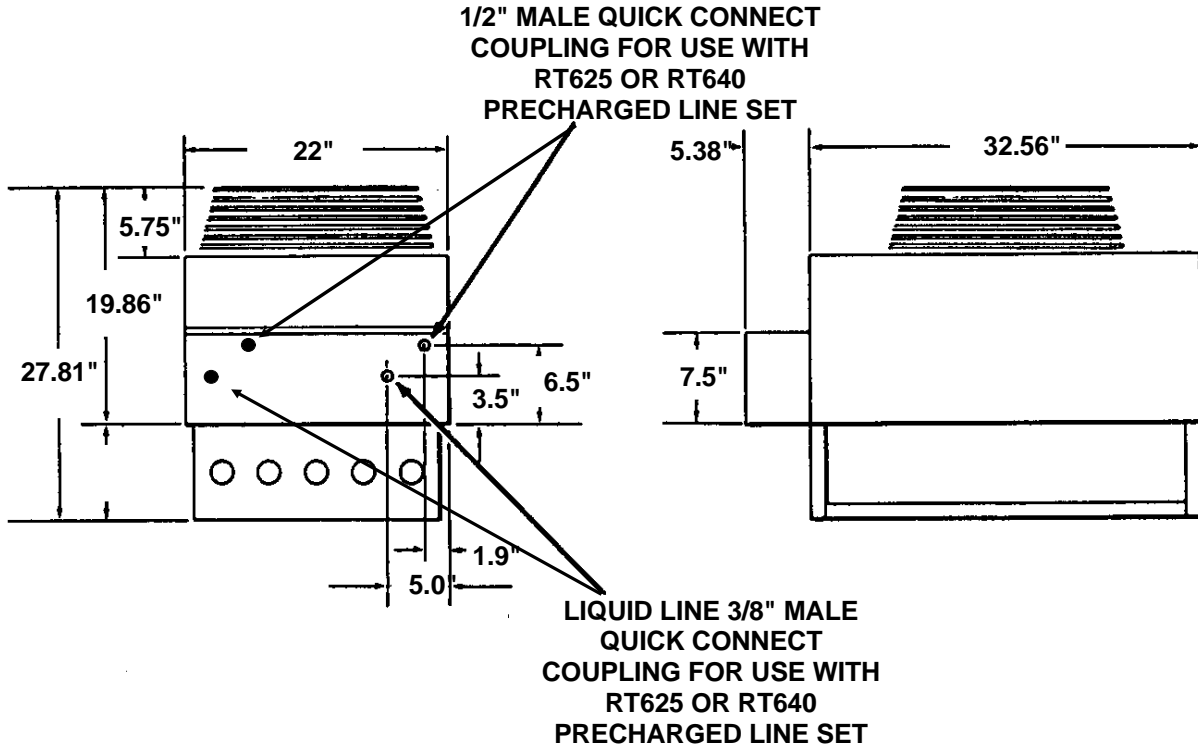 1/2" MALE QUICK CONNECT
COUPLING FOR USE WITH
RT625 OR RT640
PRECHARGED LINE SET
22"
5.38"
32.56"
5.75"
19.86"
27.81"
6.5"
3.5"
7.5"
1.9"
5.0"
LIQUID LINE 3/8" MALE
QUICK CONNECT
COUPLING FOR USE WITH
RT625 OR RT640
PRECHARGED LINE SET